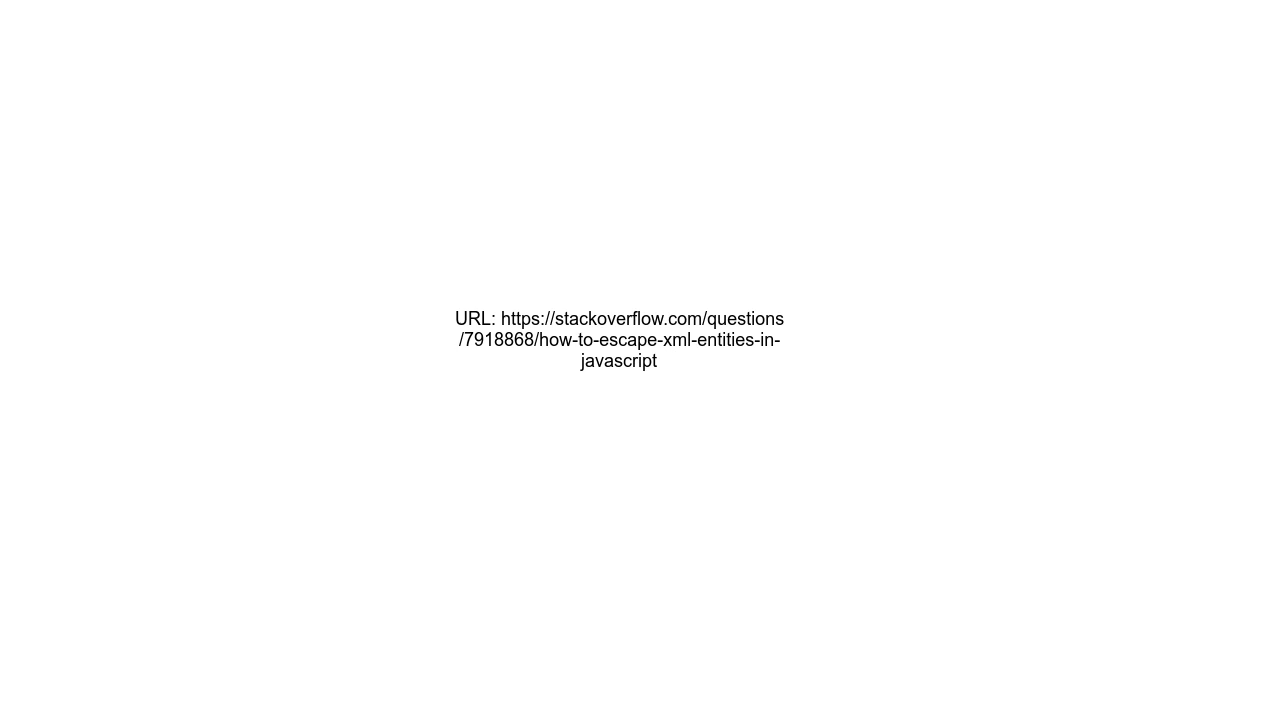 URL: https://stackoverflow.com/questions
/7918868/how-to-escape-xml-entities-in-
javascript